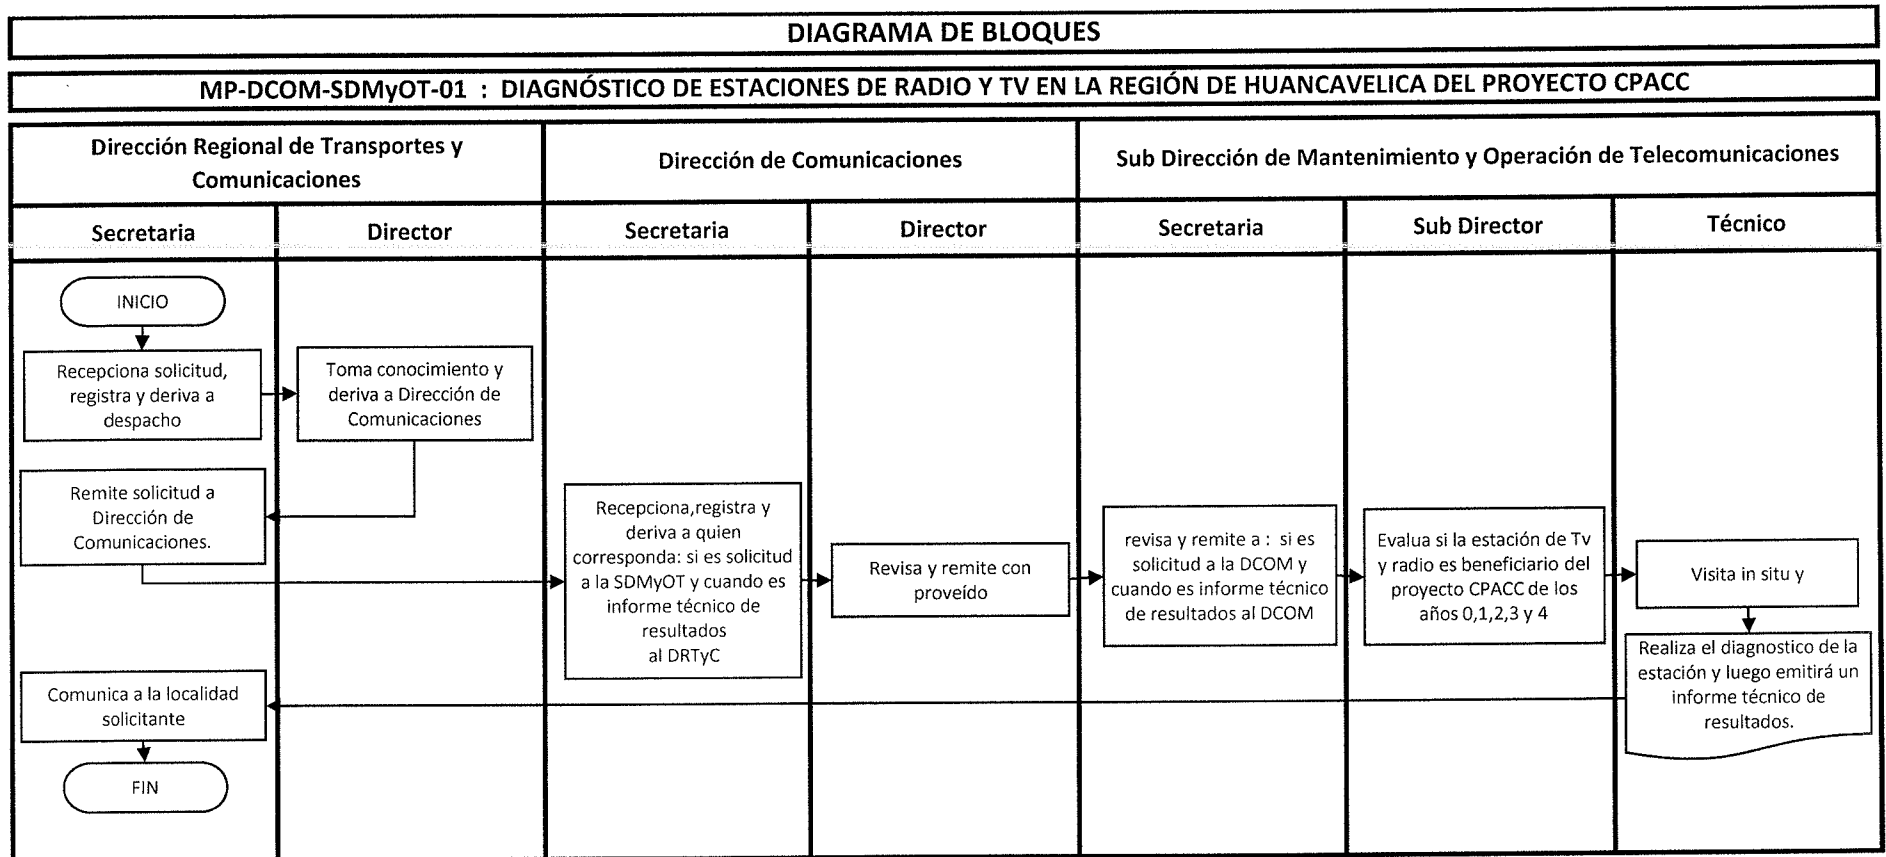 DIAGRAMA DE BLOQUES
MP-DCOM-SDMyOT-01 : DIAGNÓSTICO DE ESTACIONES DE RADIO Y TV EN LA REGIÓN DE HUANCAVELICA DEL PROYECTO CPACC
Dirección Regional de Transportes y
Comunicaciones
Dirección de Comunicaciones
Sub Dirección de Mantenimiento y Operación de Telecomunicaciones
Secretaria
Director
Secretaria
Director
Secretaria
Sub Director
Técnico
INICIO
Recepciona solicitud,
registra y deriva a
despacho
Toma conocimiento y
deriva a Dirección de
Comunicaciones
Remite solicitud a
Dirección de
Comunicaciones.
Recepciona,registra y
deriva a quien
corresponda: si es solicitud
a la SDMyOT y cuando es
informe técnico de
resultados
al DRTyC
Revisa y remite con
proveído
revisa y remite a : si es
solicitud a la DCOM y
cuando es informe técnico
de resultados al DCOM
Evalua si la estación de Tv
y radio es beneficiario del
proyecto CPACC de los
años 0,1,2,3 y 4
Visita in situ y
Realiza el diagnostico de la
estación y luego emitirá un
informe técnico de
resultados.
Comunica a la localidad
solicitante
FIN